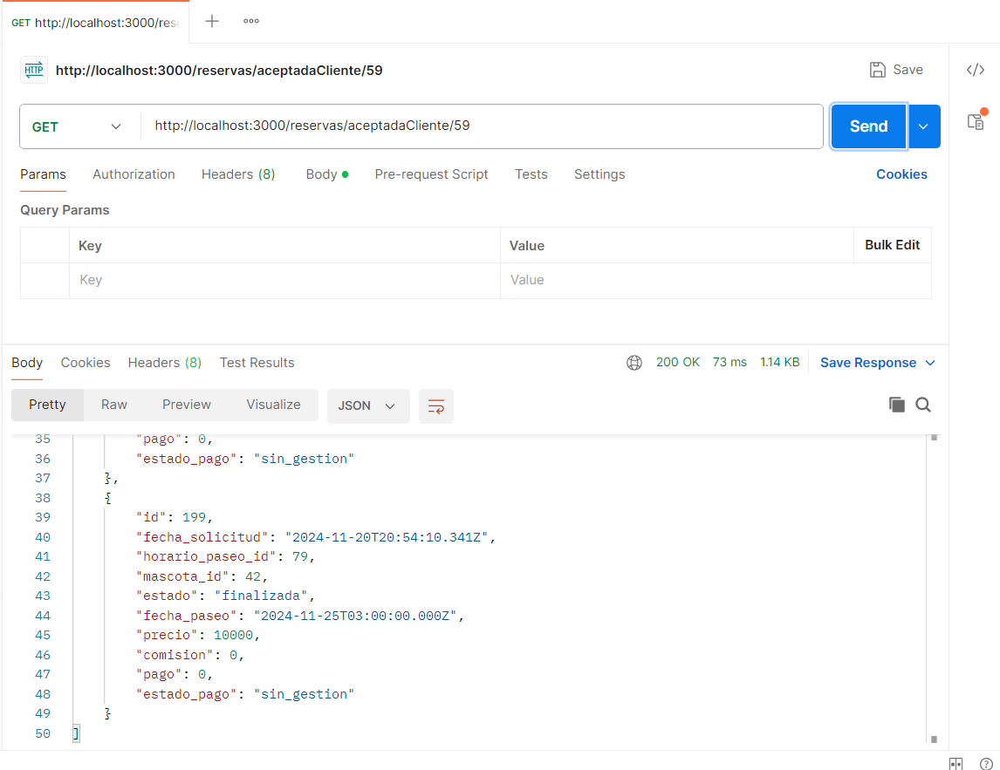 GET http://localhost:3000/res
HTTP http://localhost:3000/reservas/aceptadaCliente/59 Save
GET http://localhost:3000/reservas/aceptadaCliente/59 Send
Params Authorization Headers (8) Body Pre-request Script Tests Settings Cookies
Query Params
Key Value Bulk Edit
Key Value
Body Cookies Headers (8) Test Results 200 OK 73 ms 1.14 KB Save Response
Pretty Raw Preview Visualize JSON
35 "pago": 0,
36 "estado_pago": "sin_gestion"
37 },
38 {
39 "id": 199,
40 "fecha_solicitud": "2024-11-20T20:54:10.341Z",
41 "horario_paseo_id": 79,
42 "mascota_id": 42,
43 "estado": "finalizada",
44 "fecha_paseo": "2024-11-25T03:00:00.000Z",
45 "precio": 10000,
46 "comision": 0,
47 "pago": 0,
48 "estado_pago": "sin_gestion"
49 }
50 ]